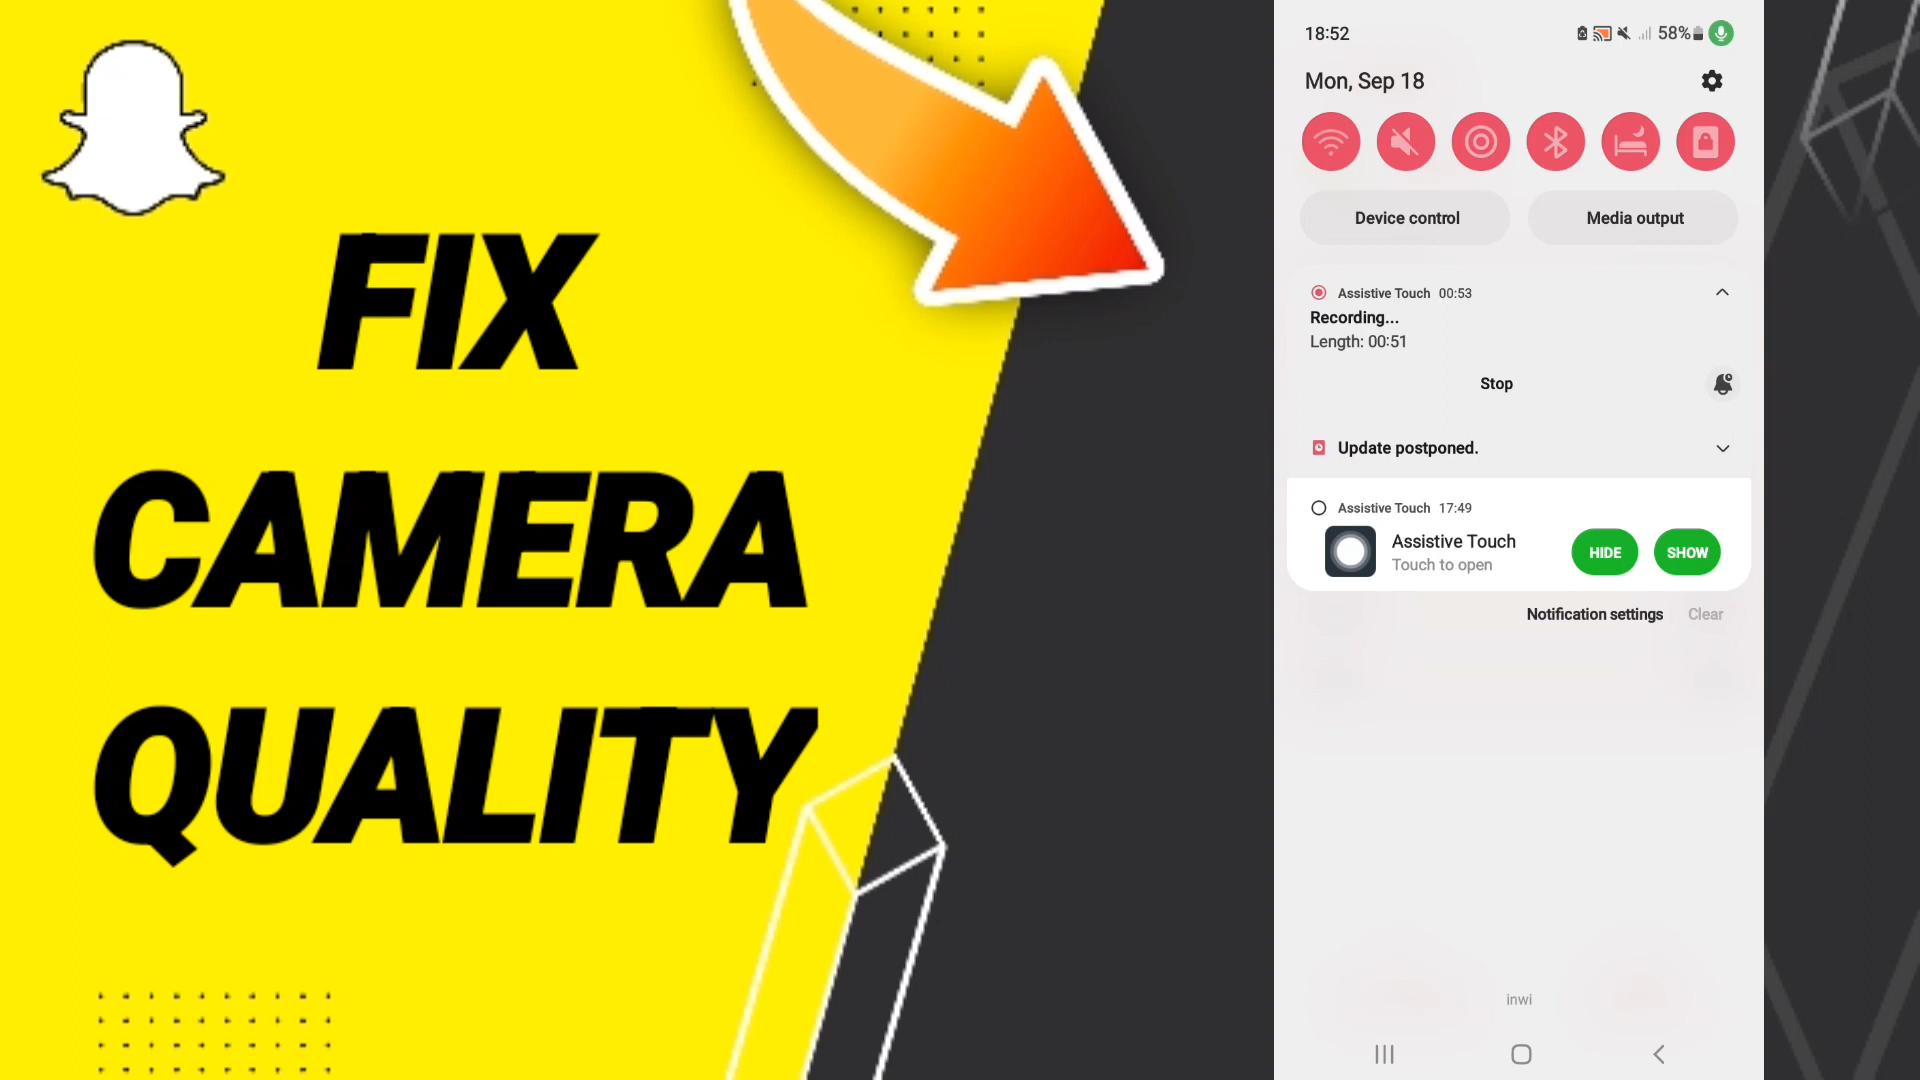 FIX
CAMERA
QUALITY
18:52
58%
Mon, Sep 18
Device control
Media output
Assistive Touch 00:53
Recording...
Length: 00:51
Stop
Update postponed.
Assistive Touch 17:49
Assistive Touch
Touch to open
HIDE
SHOW
Notification settings
Clear
inwi